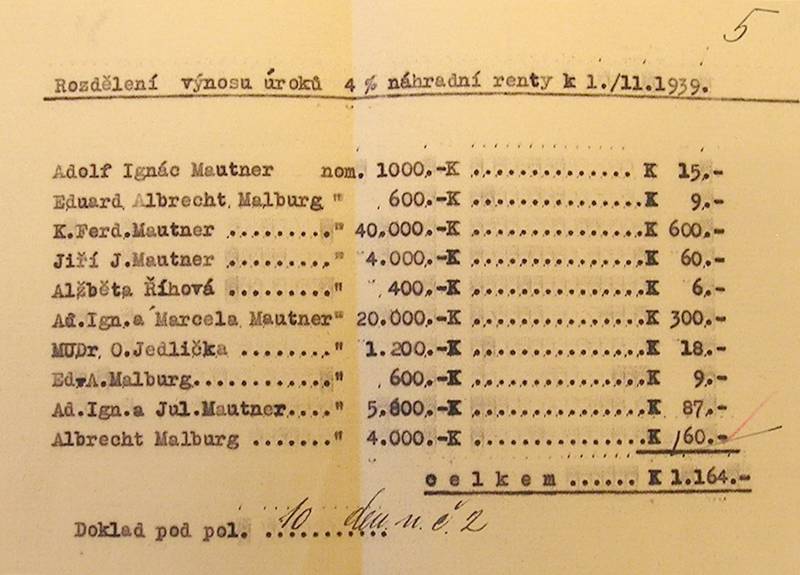 5
Rozdělení výnosu úroků 4 % náhradní renty k 1./11.1939.
Adolf Ignác Mautner nom. 1000.-K ............. K 15.-
Eduard Albrecht Malburg " 600.-K ............. K 9.-
K.Ferd.Mautner ........." 40.000.-K .............K 600.-
Jiří J.Mautner ........." 4.000.-K .............K 60.-
Alžběta Říhová ........." 400.-K .............K 6.-
Ad.Ign.a Marcela Mautner" 20.000.-K .............K 300.-
MUDr. O.Jedlička ........" 1.200.-K .............K 18.-
Ed.A.Malburg............" 600.-K .............K 9.-
Ad.Ign.a Jul.Mautner...." 5.800.-K .............K 87.-
Albrecht Malburg ......." 4.000.-K .............K 60.-
c e l k e m ...... K 1.164.-
Doklad pod pol. 10 den. u. č. 2